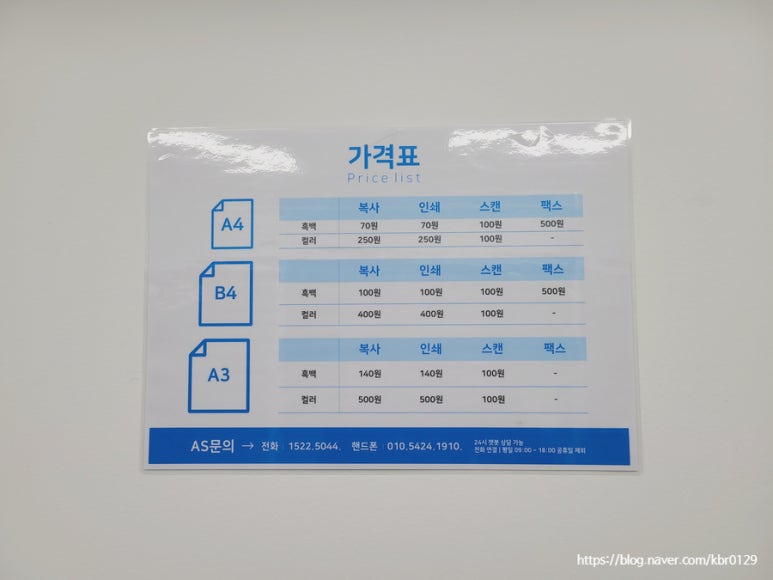 가격표
Price list
A4
복사 인쇄 스캔 팩스
흑백 70원 70원 100원 500원
컬러 250원 250원 100원 -
B4
복사 인쇄 스캔 팩스
흑백 100원 100원 100원 500원
컬러 400원 400원 100원 -
A3
복사 인쇄 스캔 팩스
흑백 140원 140원 100원 -
컬러 500원 500원 100원 -
AS문의 → 전화 | 1522.5044. 핸드폰 | 010.5424.1910.
24시 챗봇 상담 가능
전화 연결 | 평일 09:00 ~ 18:00 공휴일 제외
https://blog.naver.com/kbr0129